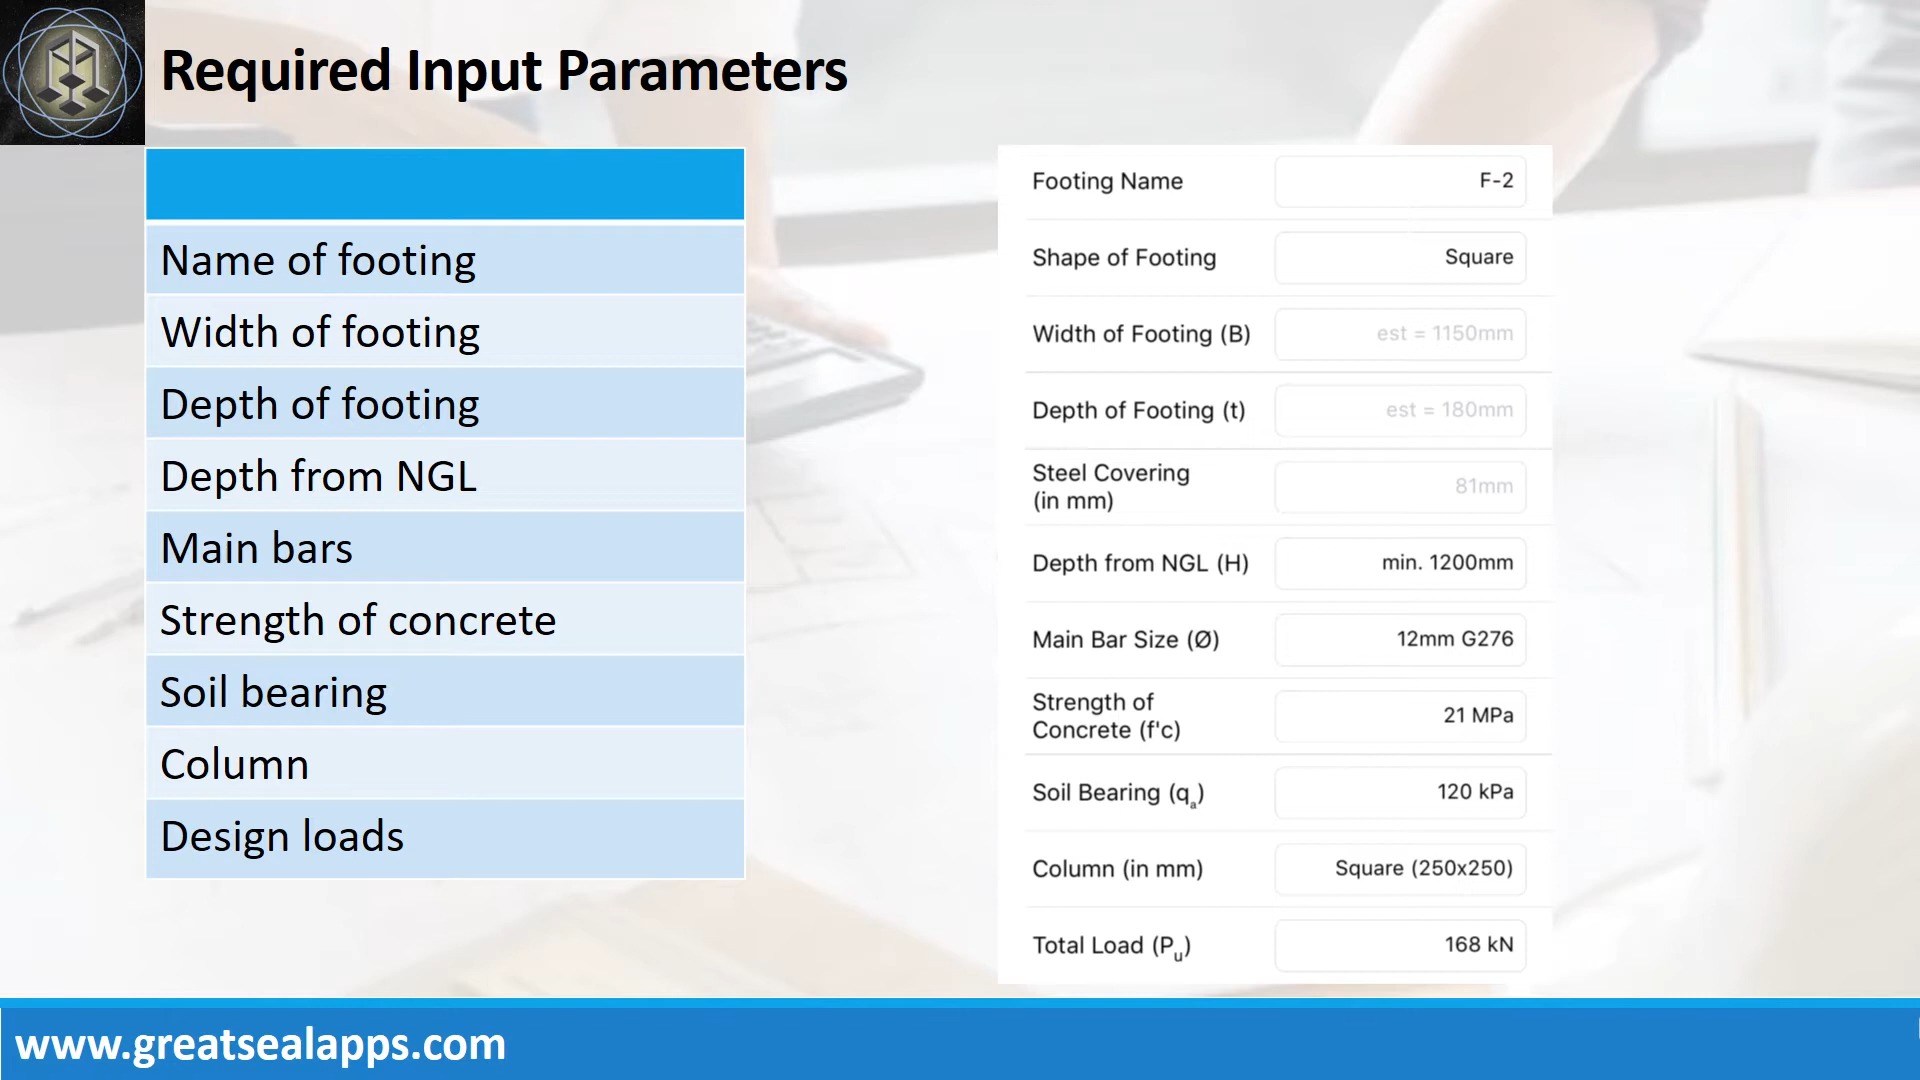 Required Input Parameters
Name of footing
Width of footing
Depth of footing
Depth from NGL
Main bars
Strength of concrete
Soil bearing
Column
Design loads
Footing Name F-2
Shape of Footing Square
Width of Footing (B) est = 1150mm
Depth of Footing (t) est = 180mm
Steel Covering
(in mm) 81mm
Depth from NGL (H) min. 1200mm
Main Bar Size (Ø) 12mm G276
Strength of
Concrete (f'c) 21 MPa
Soil Bearing (qa) 120 kPa
Column (in mm) Square (250x250)
Total Load (Pu) 168 kN
www.greatsealapps.com